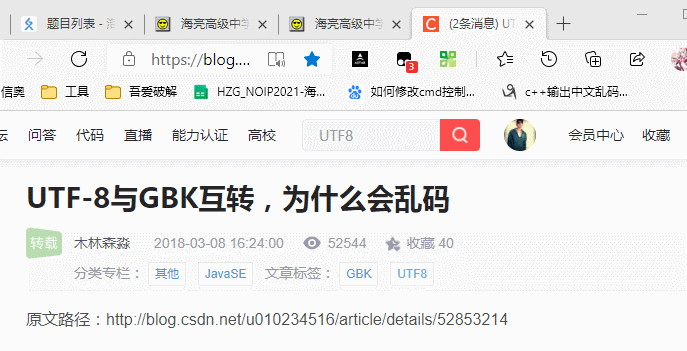 题目列表 - 海 海亮高级中学 海亮高级中学 (2条消息) UT
https://blog.... 3
信奥 工具 吾爱破解 HZG_NOIP2021-海... 如何修改cmd控制... c++输出中文乱码...
坛 问答 代码 直播 能力认证 高校 UTF8 会员中心 收藏
UTF-8与GBK互转，为什么会乱码
转载 木林森淼 2018-03-08 16:24:00 52544 收藏 40
分类专栏： 其他 JavaSE 文章标签： GBK UTF8
原文路径：http://blog.csdn.net/u010234516/article/details/52853214